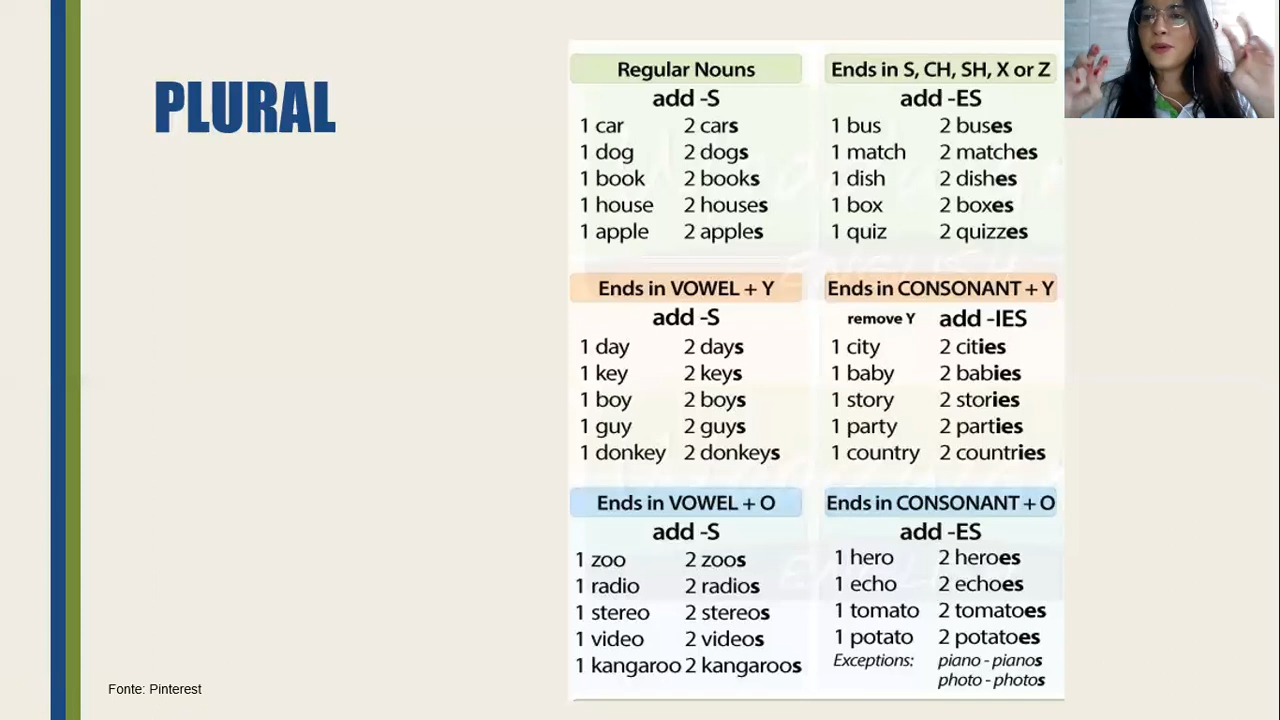 PLURAL
Regular Nouns
add -S
1 car 2 cars
1 dog 2 dogs
1 book 2 books
1 house 2 houses
1 apple 2 apples
Ends in S, CH, SH, X or Z
add -ES
1 bus 2 buses
1 match 2 matches
1 dish 2 dishes
1 box 2 boxes
1 quiz 2 quizzes
Ends in VOWEL + Y
add -S
1 day 2 days
1 key 2 keys
1 boy 2 boys
1 guy 2 guys
1 donkey 2 donkeys
Ends in CONSONANT + Y
remove Y add -IES
1 city 2 cities
1 baby 2 babies
1 story 2 stories
1 party 2 parties
1 country 2 countries
Ends in VOWEL + O
add -S
1 zoo 2 zoos
1 radio 2 radios
1 stereo 2 stereos
1 video 2 videos
1 kangaroo 2 kangaroos
Ends in CONSONANT + O
add -ES
1 hero 2 heroes
1 echo 2 echoes
1 tomato 2 tomatoes
1 potato 2 potatoes
Exceptions: piano - pianos
photo - photos
Fonte: Pinterest